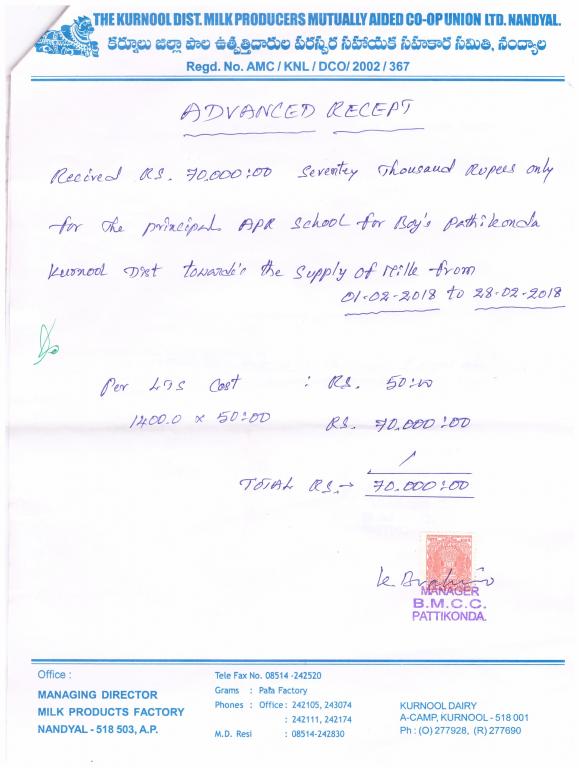 THE KURNOOL DIST. MILK PRODUCERS MUTUALLY AIDED CO-OP UNION LTD. NANDYAL.
కర్నూలు జిల్లా పాల ఉత్పత్తిదారుల పరస్పర సహాయక సహకార సమితి, నంద్యాల
Regd. No. AMC / KNL / DCO/ 2002 / 367
ADVANCED RECEPT
Recived RS. 70,000:00 Seventey Thousand Rupees only
for the principal APR School for Boy's Pathikonda
Kurnool Dist towards's the Supply of Milk from
01-02-2018 to 28-02-2018
Per LTS Cost : RS. 50:00
1400.0 x 50:00 RS. 70,000:00
TOTAL RS.→ 70,000:00
MANAGER
B.M.C.C.
PATTIKONDA.
Office :
MANAGING DIRECTOR
MILK PRODUCTS FACTORY
NANDYAL - 518 503, A.P.
Tele Fax No. 08514 -242520
Grams : Pala Factory
Phones : Office : 242105, 243074
: 242111, 242174
M.D. Resi : 08514-242830
KURNOOL DAIRY
A-CAMP, KURNOOL - 518 001
Ph : (O) 277928, (R) 277690